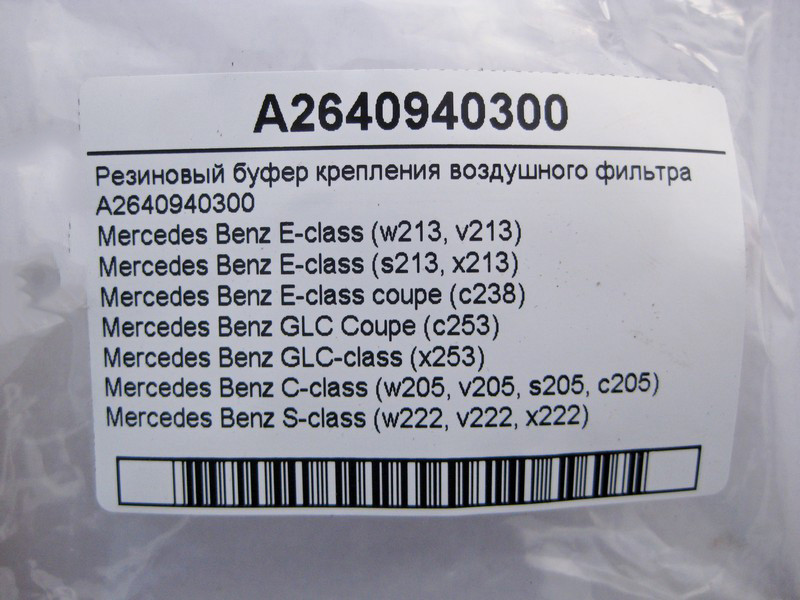 A2640940300
Резиновый буфер крепления воздушного фильтра
A2640940300
Mercedes Benz E-class (w213, v213)
Mercedes Benz E-class (s213, x213)
Mercedes Benz E-class coupe (c238)
Mercedes Benz GLC Coupe (c253)
Mercedes Benz GLC-class (x253)
Mercedes Benz C-class (w205, v205, s205, c205)
Mercedes Benz S-class (w222, v222, x222)